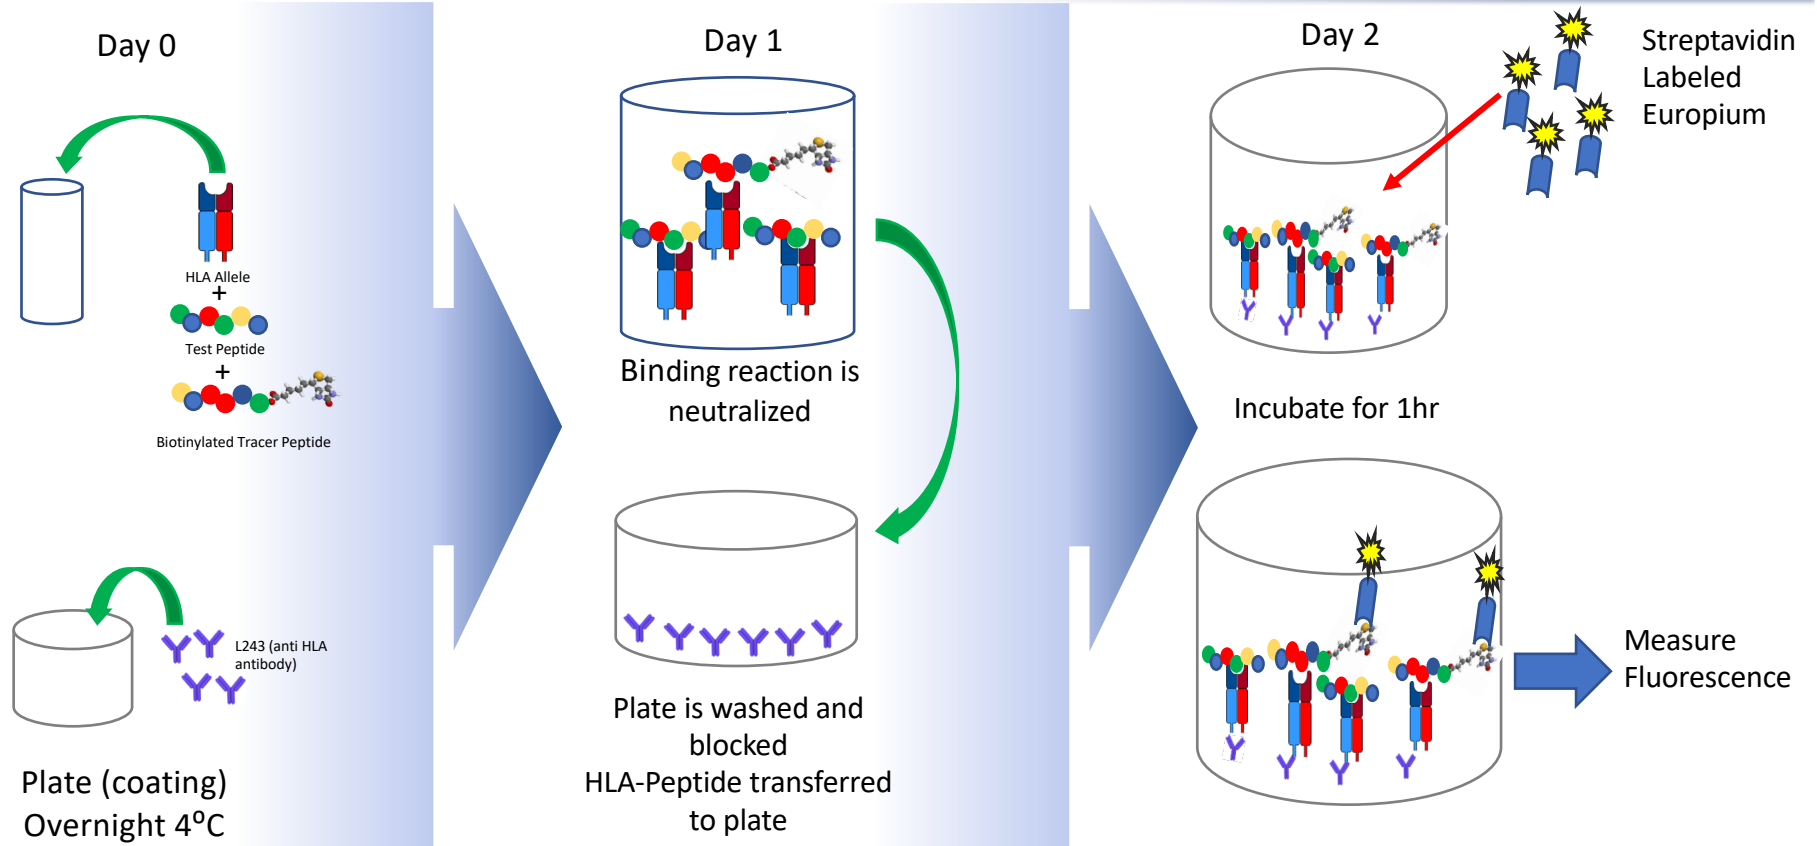 Day 0
HLA Allele
+
Test Peptide
+
Biotinylated Tracer Peptide
L243 (anti HLA
antibody)
Plate (coating)
Overnight 4⁰C
Day 1
Binding reaction is
neutralized
Plate is washed and
blocked
HLA-Peptide transferred
to plate
Day 2
Streptavidin
Labeled
Europium
Incubate for 1hr
Measure
Fluorescence